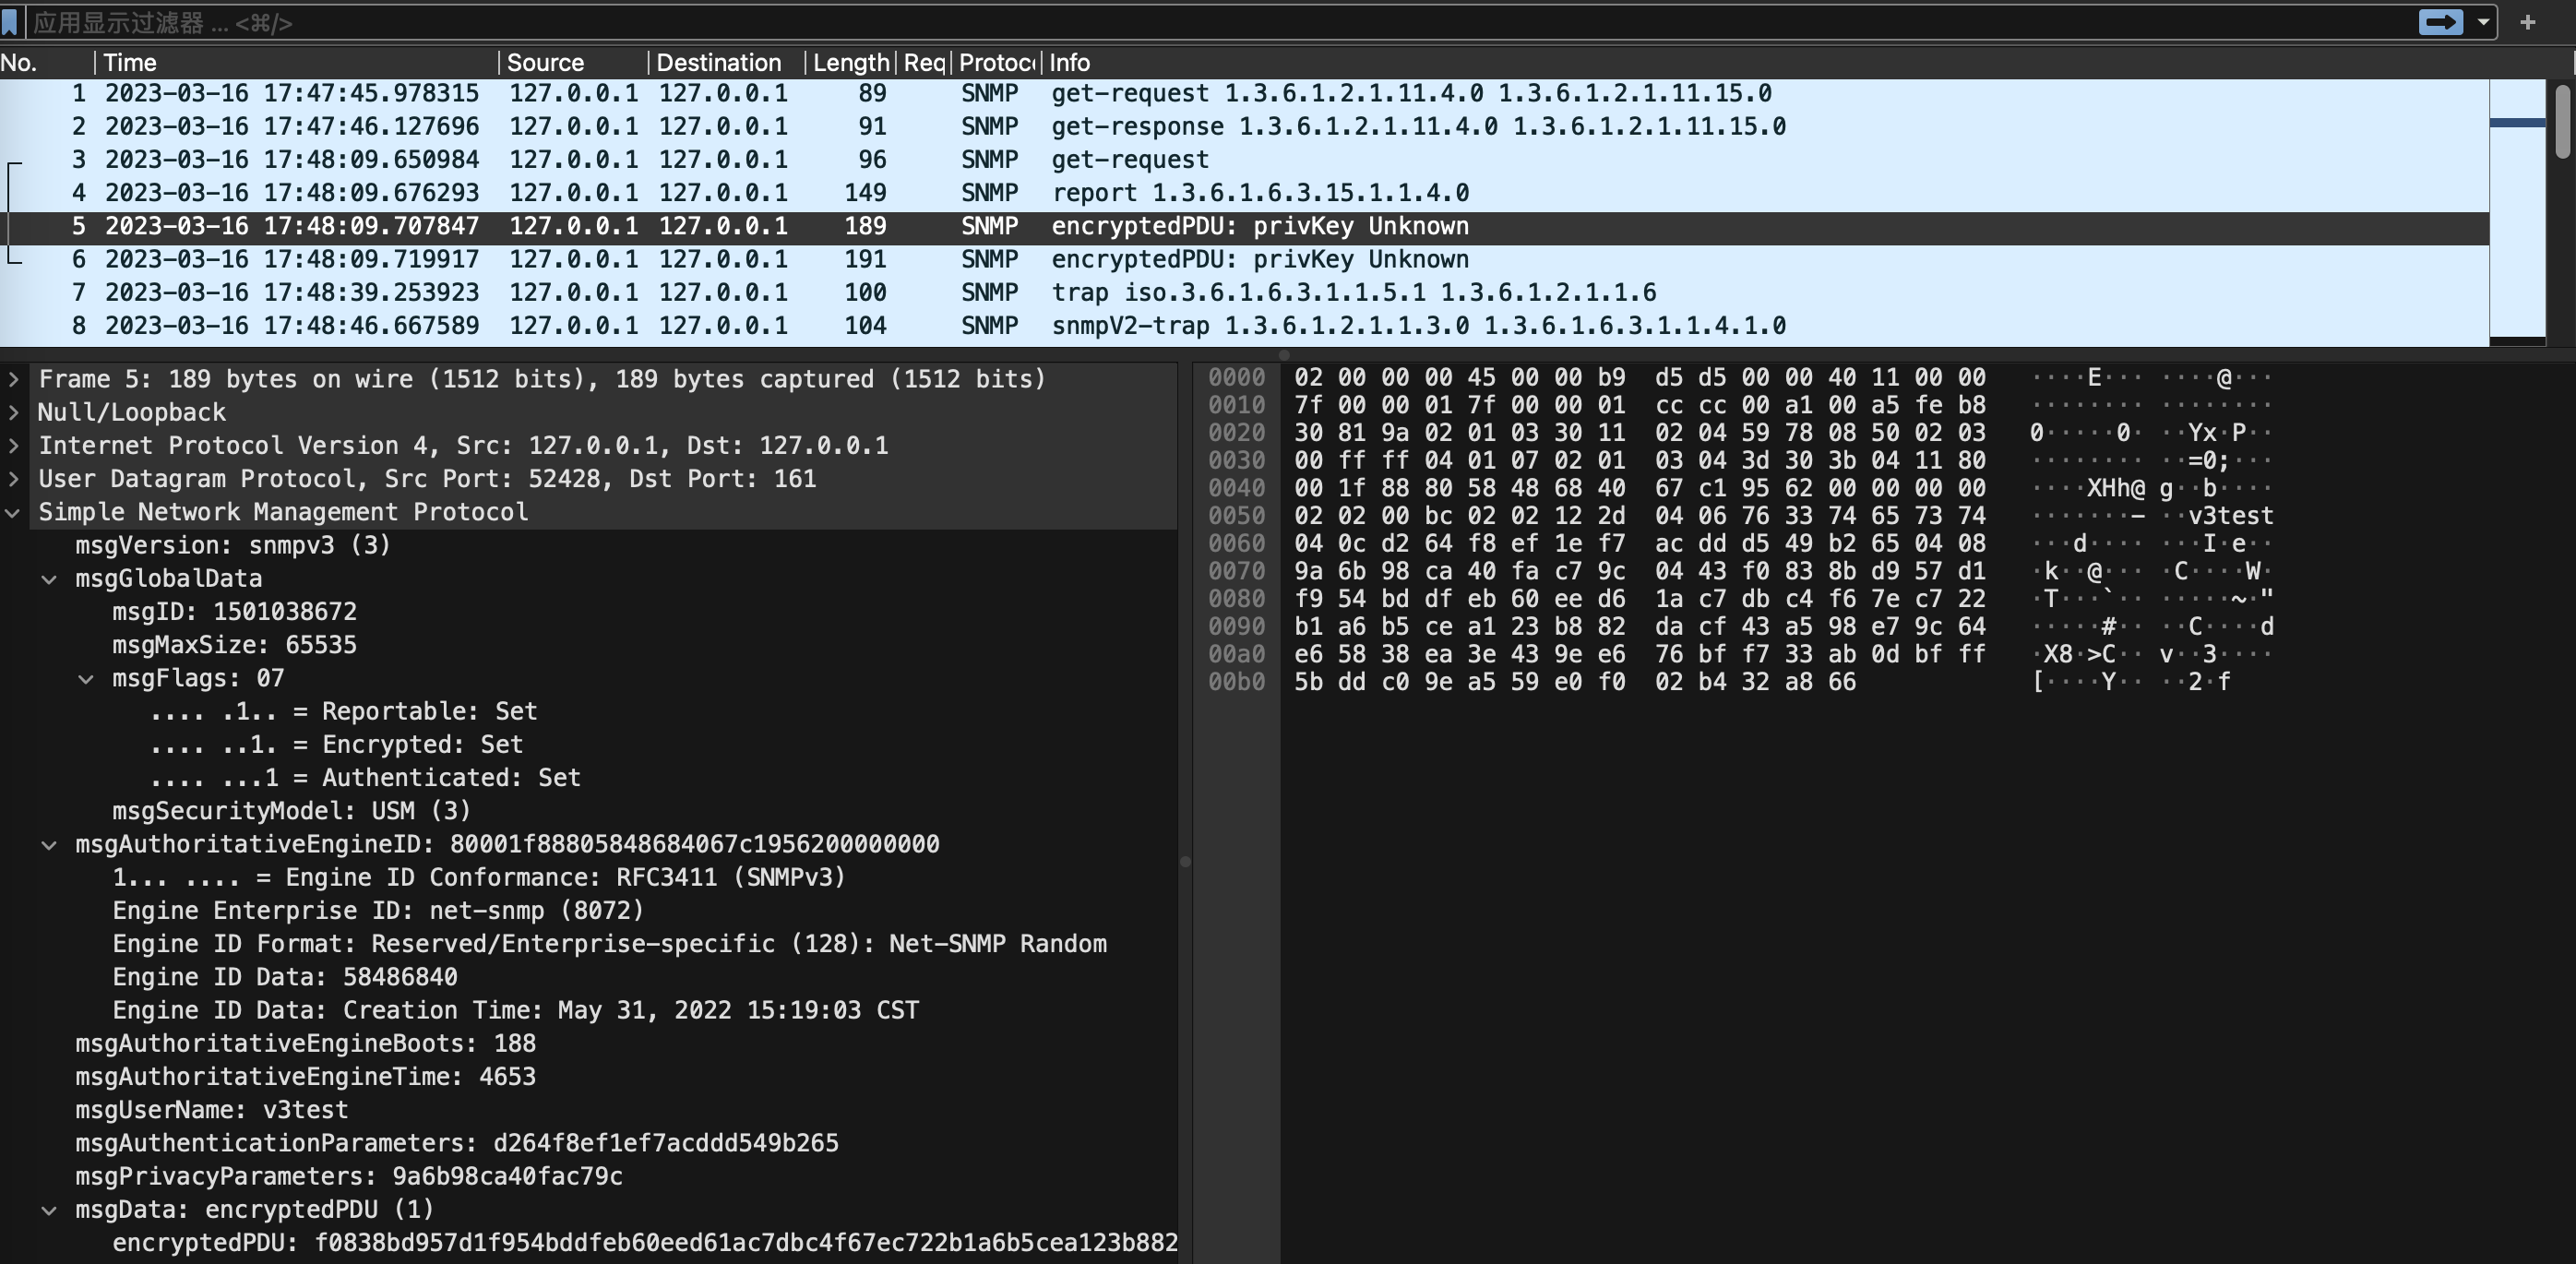 应用显示过滤器 … <⌘/>
No. Time Source Destination Length Req Protoc Info
1 2023-03-16 17:47:45.978315 127.0.0.1 127.0.0.1 89 SNMP get-request 1.3.6.1.2.1.11.4.0 1.3.6.1.2.1.11.15.0
2 2023-03-16 17:47:46.127696 127.0.0.1 127.0.0.1 91 SNMP get-response 1.3.6.1.2.1.11.4.0 1.3.6.1.2.1.11.15.0
3 2023-03-16 17:48:09.650984 127.0.0.1 127.0.0.1 96 SNMP get-request
4 2023-03-16 17:48:09.676293 127.0.0.1 127.0.0.1 149 SNMP report 1.3.6.1.6.3.15.1.1.4.0
5 2023-03-16 17:48:09.707847 127.0.0.1 127.0.0.1 189 SNMP encryptedPDU: privKey Unknown
6 2023-03-16 17:48:09.719917 127.0.0.1 127.0.0.1 191 SNMP encryptedPDU: privKey Unknown
7 2023-03-16 17:48:39.253923 127.0.0.1 127.0.0.1 100 SNMP trap iso.3.6.1.6.3.1.1.5.1 1.3.6.1.2.1.1.6
8 2023-03-16 17:48:46.667589 127.0.0.1 127.0.0.1 104 SNMP snmpV2-trap 1.3.6.1.2.1.1.3.0 1.3.6.1.6.3.1.1.4.1.0
Frame 5: 189 bytes on wire (1512 bits), 189 bytes captured (1512 bits)
Null/Loopback
Internet Protocol Version 4, Src: 127.0.0.1, Dst: 127.0.0.1
User Datagram Protocol, Src Port: 52428, Dst Port: 161
Simple Network Management Protocol
msgVersion: snmpv3 (3)
msgGlobalData
msgID: 1501038672
msgMaxSize: 65535
msgFlags: 07
.... .1.. = Reportable: Set
.... ..1. = Encrypted: Set
.... ...1 = Authenticated: Set
msgSecurityModel: USM (3)
msgAuthoritativeEngineID: 80001f88805848684067c1956200000000
1... .... = Engine ID Conformance: RFC3411 (SNMPv3)
Engine Enterprise ID: net-snmp (8072)
Engine ID Format: Reserved/Enterprise-specific (128): Net-SNMP Random
Engine ID Data: 58486840
Engine ID Data: Creation Time: May 31, 2022 15:19:03 CST
msgAuthoritativeEngineBoots: 188
msgAuthoritativeEngineTime: 4653
msgUserName: v3test
msgAuthenticationParameters: d264f8ef1ef7acddd549b265
msgPrivacyParameters: 9a6b98ca40fac79c
msgData: encryptedPDU (1)
encryptedPDU: f0838bd957d1f954bddfeb60eed61ac7dbc4f67ec722b1a6b5cea123b882
0000 02 00 00 00 45 00 00 b9 d5 d5 00 00 40 11 00 00 ····E··· ····@···
0010 7f 00 00 01 7f 00 00 01 cc cc 00 a1 00 a5 fe b8 ········ ········
0020 30 81 9a 02 01 03 30 11 02 04 59 78 08 50 02 03 0·····0· ··Yx·P··
0030 00 ff ff 04 01 07 02 01 03 04 3d 30 3b 04 11 80 ········ ··=0;···
0040 00 1f 88 80 58 48 68 40 67 c1 95 62 00 00 00 00 ····XHh@ g··b····
0050 02 02 00 bc 02 02 12 2d 04 06 76 33 74 65 73 74 ·······- ··v3test
0060 04 0c d2 64 f8 ef 1e f7 ac dd d5 49 b2 65 04 08 ···d···· ···I·e··
0070 9a 6b 98 ca 40 fa c7 9c 04 43 f0 83 8b d9 57 d1 ·k··@··· ·C····W·
0080 f9 54 bd df eb 60 ee d6 1a c7 db c4 f6 7e c7 22 ·T···`·· ·····~·"
0090 b1 a6 b5 ce a1 23 b8 82 da cf 43 a5 98 e7 9c 64 ·····#·· ··C····d
00a0 e6 58 38 ea 3e 43 9e e6 76 bf f7 33 ab 0d bf ff ·X8·>C·· v··3····
00b0 5b dd c0 9e a5 59 e0 f0 02 b4 32 a8 66 [····Y·· ··2·f